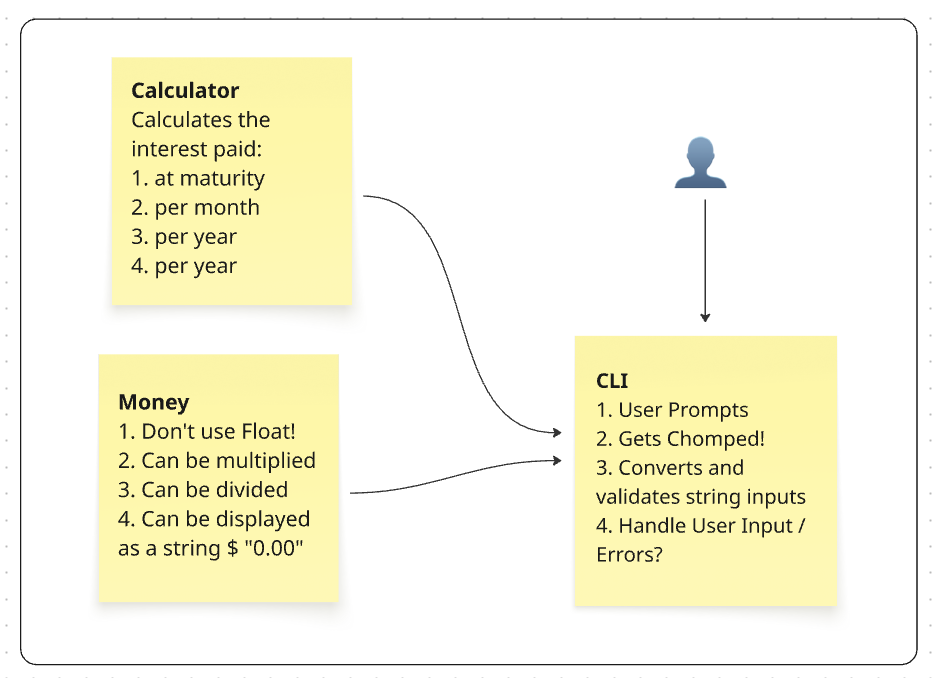 Calculator
Calculates the
interest paid:
1. at maturity
2. per month
3. per year
4. per year
Money
1. Don't use Float!
2. Can be multiplied
3. Can be divided
4. Can be displayed
as a string $ "0.00"
CLI
1. User Prompts
2. Gets Chomped!
3. Converts and
validates string inputs
4. Handle User Input /
Errors?